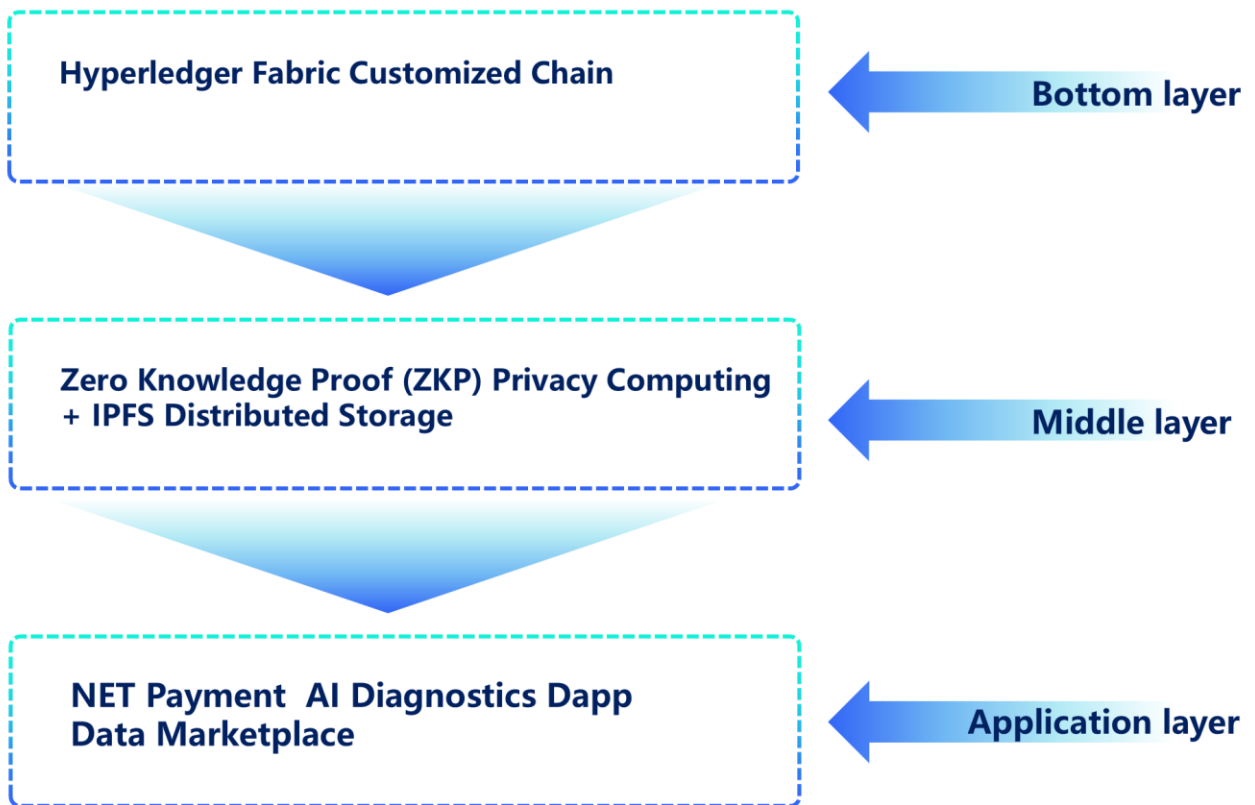 Hyperledger Fabric Customized Chain
Bottom layer
Zero Knowledge Proof (ZKP) Privacy Computing
+ IPFS Distributed Storage
Middle layer
NET Payment  AI Diagnostics Dapp
Data Marketplace
Application layer